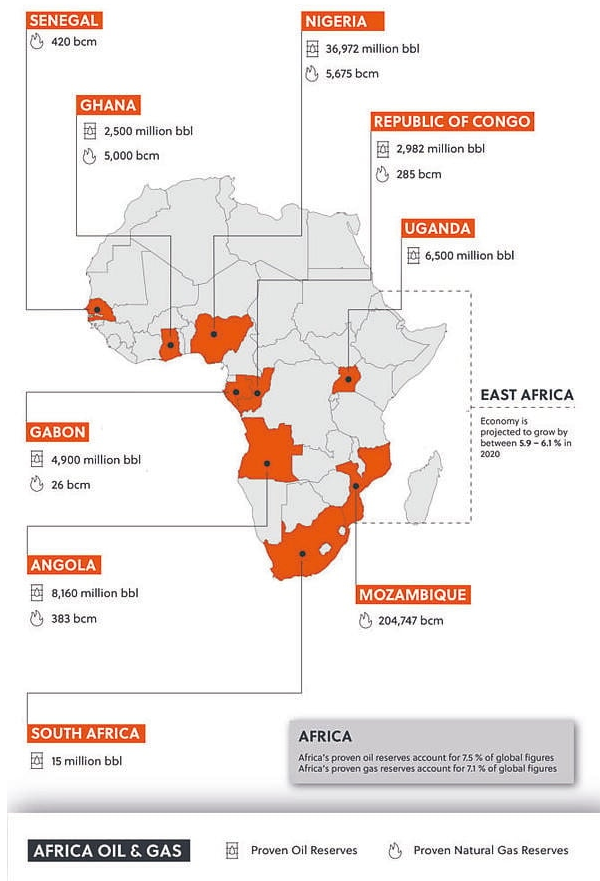 SENEGAL
420 bcm
NIGERIA
36,972 million bbl
5,675 bcm
GHANA
2,500 million bbl
5,000 bcm
REPUBLIC OF CONGO
2,982 million bbl
285 bcm
UGANDA
6,500 million bbl
EAST AFRICA
Economy is
projected to grow by
between 5.9 – 6.1 % in
2020
GABON
4,900 million bbl
26 bcm
ANGOLA
8,160 million bbl
383 bcm
MOZAMBIQUE
204,747 bcm
SOUTH AFRICA
15 million bbl
AFRICA
Africa's proven oil reserves account for 7.5 % of global figures
Africa's proven gas reserves account for 7.1 % of global figures
AFRICA OIL & GAS
Proven Oil Reserves
Proven Natural Gas Reserves